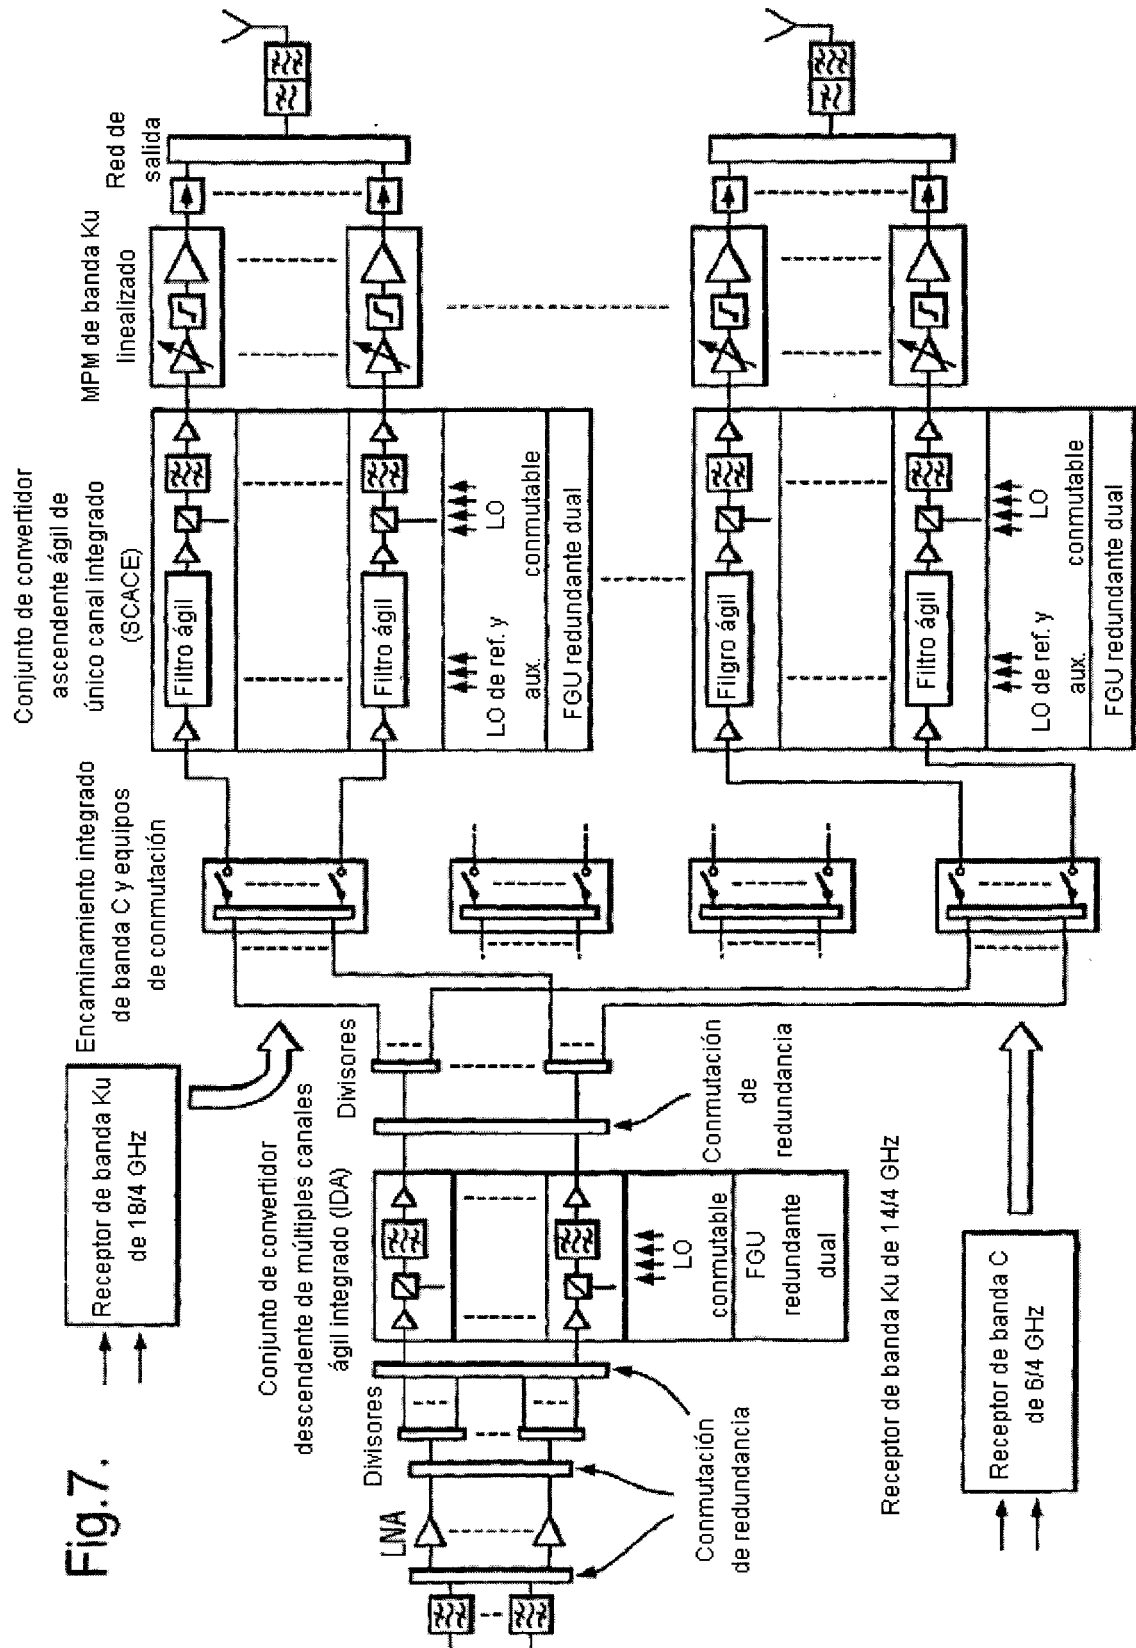 Fig.7.
Receptor de banda Ku
de 18/4 GHz
Encaminamiento integrado
de banda C y equipos
de conmutación
Conjunto de convertidor
ascendente ágil de
único canal integrado
(SCACE)
MPM de banda Ku
linealizado
Red de
salida
Filtro ágil
Filtro ágil
LO de ref. y
aux.
LO
conmutable
FGU redundante dual
Conjunto de convertidor
descendente de múltiples canales
ágil integrado (IDA)
LNA
Divisores
Divisores
LO
conmutable
FGU
redundante
dual
Conmutación
de redundancia
Conmutación
de
redundancia
Filgro ágil
Filtro ágil
LO de ref. y
aux.
LO
conmutable
FGU redundante dual
Receptor de banda Ku de 14/4 GHz
Receptor de banda C
de 6/4 GHz